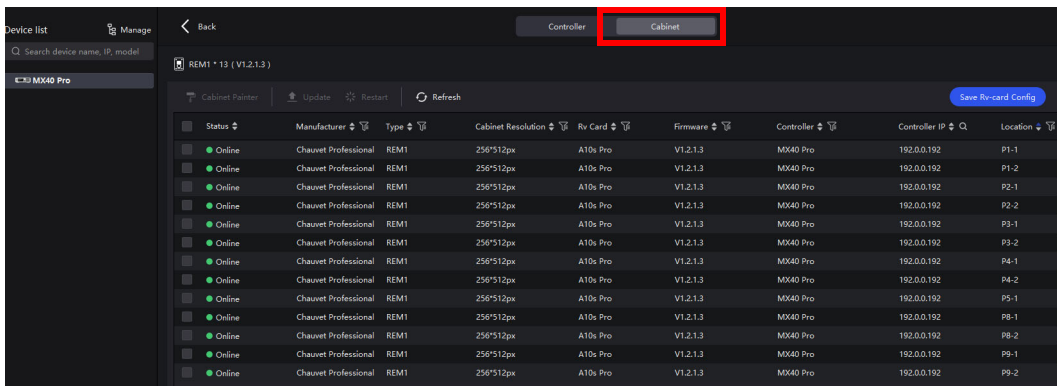 Device list Manage Back Controller Cabinet
Search device name, IP, model
REM1 * 13 ( V1.2.1.3 )
MX40 Pro
Cabinet Painter Update Restart Refresh Save Rv-card Config
Status Manufacturer Type Cabinet Resolution Rv Card Firmware Controller Controller IP Location
Online Chauvet Professional REM1 256*512px A10s Pro V1.2.1.3 MX40 Pro 192.0.0.192 P1-1
Online Chauvet Professional REM1 256*512px A10s Pro V1.2.1.3 MX40 Pro 192.0.0.192 P1-2
Online Chauvet Professional REM1 256*512px A10s Pro V1.2.1.3 MX40 Pro 192.0.0.192 P2-1
Online Chauvet Professional REM1 256*512px A10s Pro V1.2.1.3 MX40 Pro 192.0.0.192 P2-2
Online Chauvet Professional REM1 256*512px A10s Pro V1.2.1.3 MX40 Pro 192.0.0.192 P3-1
Online Chauvet Professional REM1 256*512px A10s Pro V1.2.1.3 MX40 Pro 192.0.0.192 P3-2
Online Chauvet Professional REM1 256*512px A10s Pro V1.2.1.3 MX40 Pro 192.0.0.192 P4-1
Online Chauvet Professional REM1 256*512px A10s Pro V1.2.1.3 MX40 Pro 192.0.0.192 P4-2
Online Chauvet Professional REM1 256*512px A10s Pro V1.2.1.3 MX40 Pro 192.0.0.192 P5-1
Online Chauvet Professional REM1 256*512px A10s Pro V1.2.1.3 MX40 Pro 192.0.0.192 P8-1
Online Chauvet Professional REM1 256*512px A10s Pro V1.2.1.3 MX40 Pro 192.0.0.192 P8-2
Online Chauvet Professional REM1 256*512px A10s Pro V1.2.1.3 MX40 Pro 192.0.0.192 P9-1
Online Chauvet Professional REM1 256*512px A10s Pro V1.2.1.3 MX40 Pro 192.0.0.192 P9-2